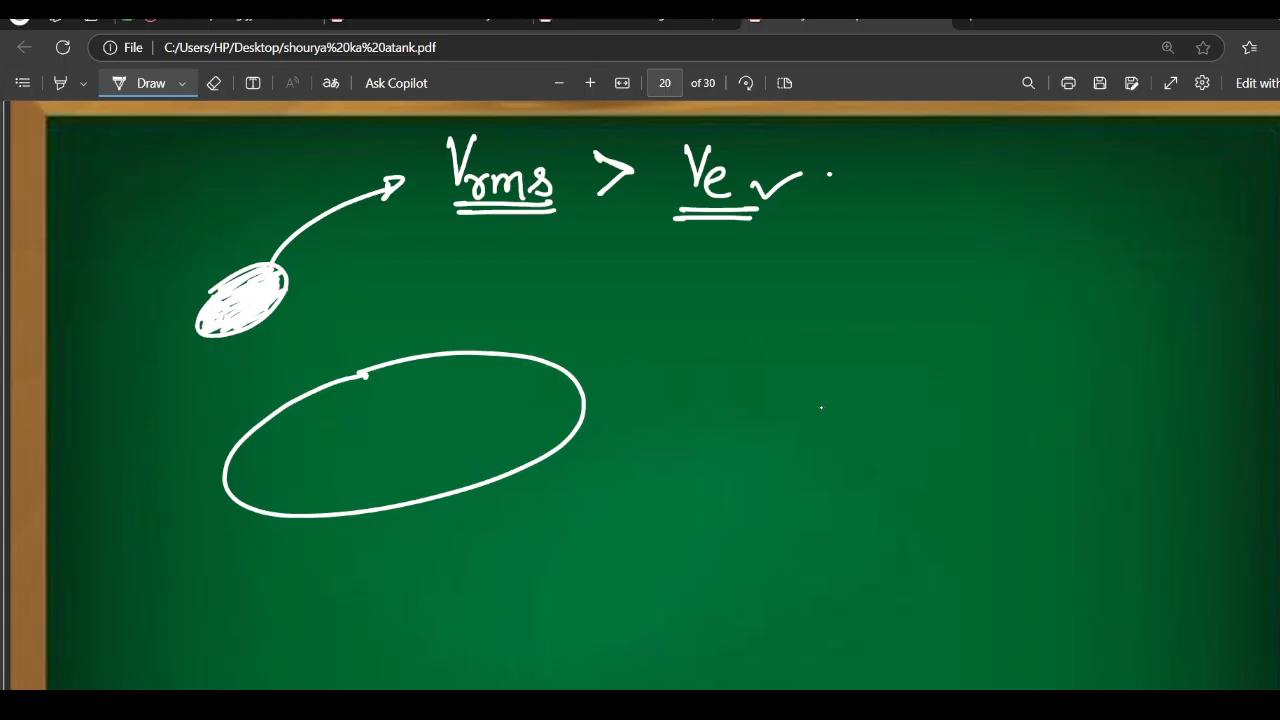 File
C:/Users/HP/Desktop/shourya%20ka%20atank.pdf
Draw
Ask Copilot
20
of 30
Edit with
Vrms > Ve